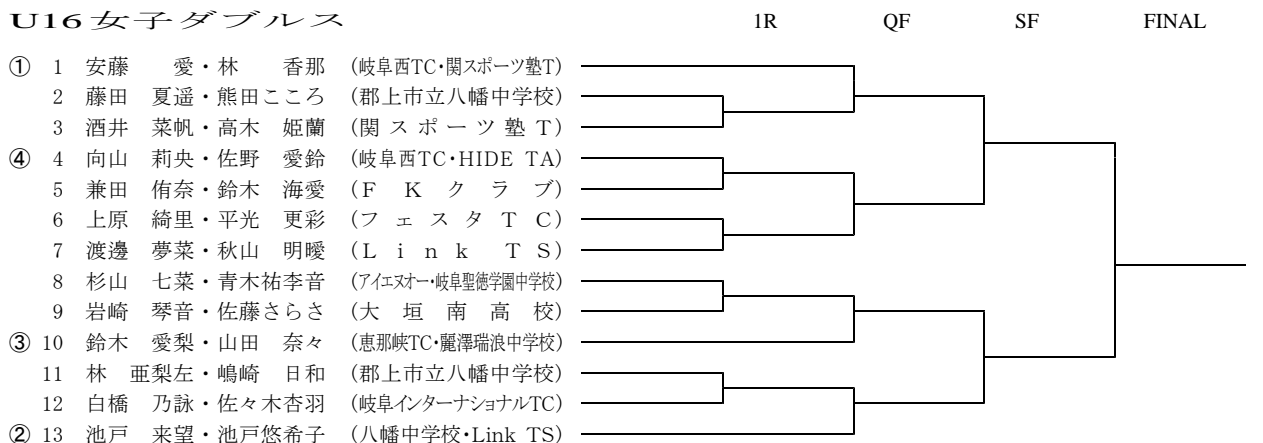 U16女子ダブルス 1R QF SF FINAL
① 1 安藤 愛・林 香那 (岐阜西TC・関スポーツ塾T)
2 藤田 夏遥・熊田こころ (郡上市立八幡中学校)
3 酒井 菜帆・高木 姫蘭 (関スポーツ塾T)
④ 4 向山 莉央・佐野 愛鈴 (岐阜西TC・HIDE TA)
5 兼田 侑奈・鈴木 海愛 (FKクラブ)
6 上原 綺里・平光 更彩 (フェスタTC)
7 渡邊 夢菜・秋山 明曖 (Link TS)
8 杉山 七菜・青木祐李音 (アイエヌオー・岐阜聖徳学園中学校)
9 岩崎 琴音・佐藤さらさ (大垣南高校)
③ 10 鈴木 愛梨・山田 奈々 (恵那峡TC・麗澤瑞浪中学校)
11 林 亜梨左・嶋崎 日和 (郡上市立八幡中学校)
12 白橋 乃詠・佐々木杏羽 (岐阜インターナショナルTC)
② 13 池戸 来望・池戸悠希子 (八幡中学校・Link TS)